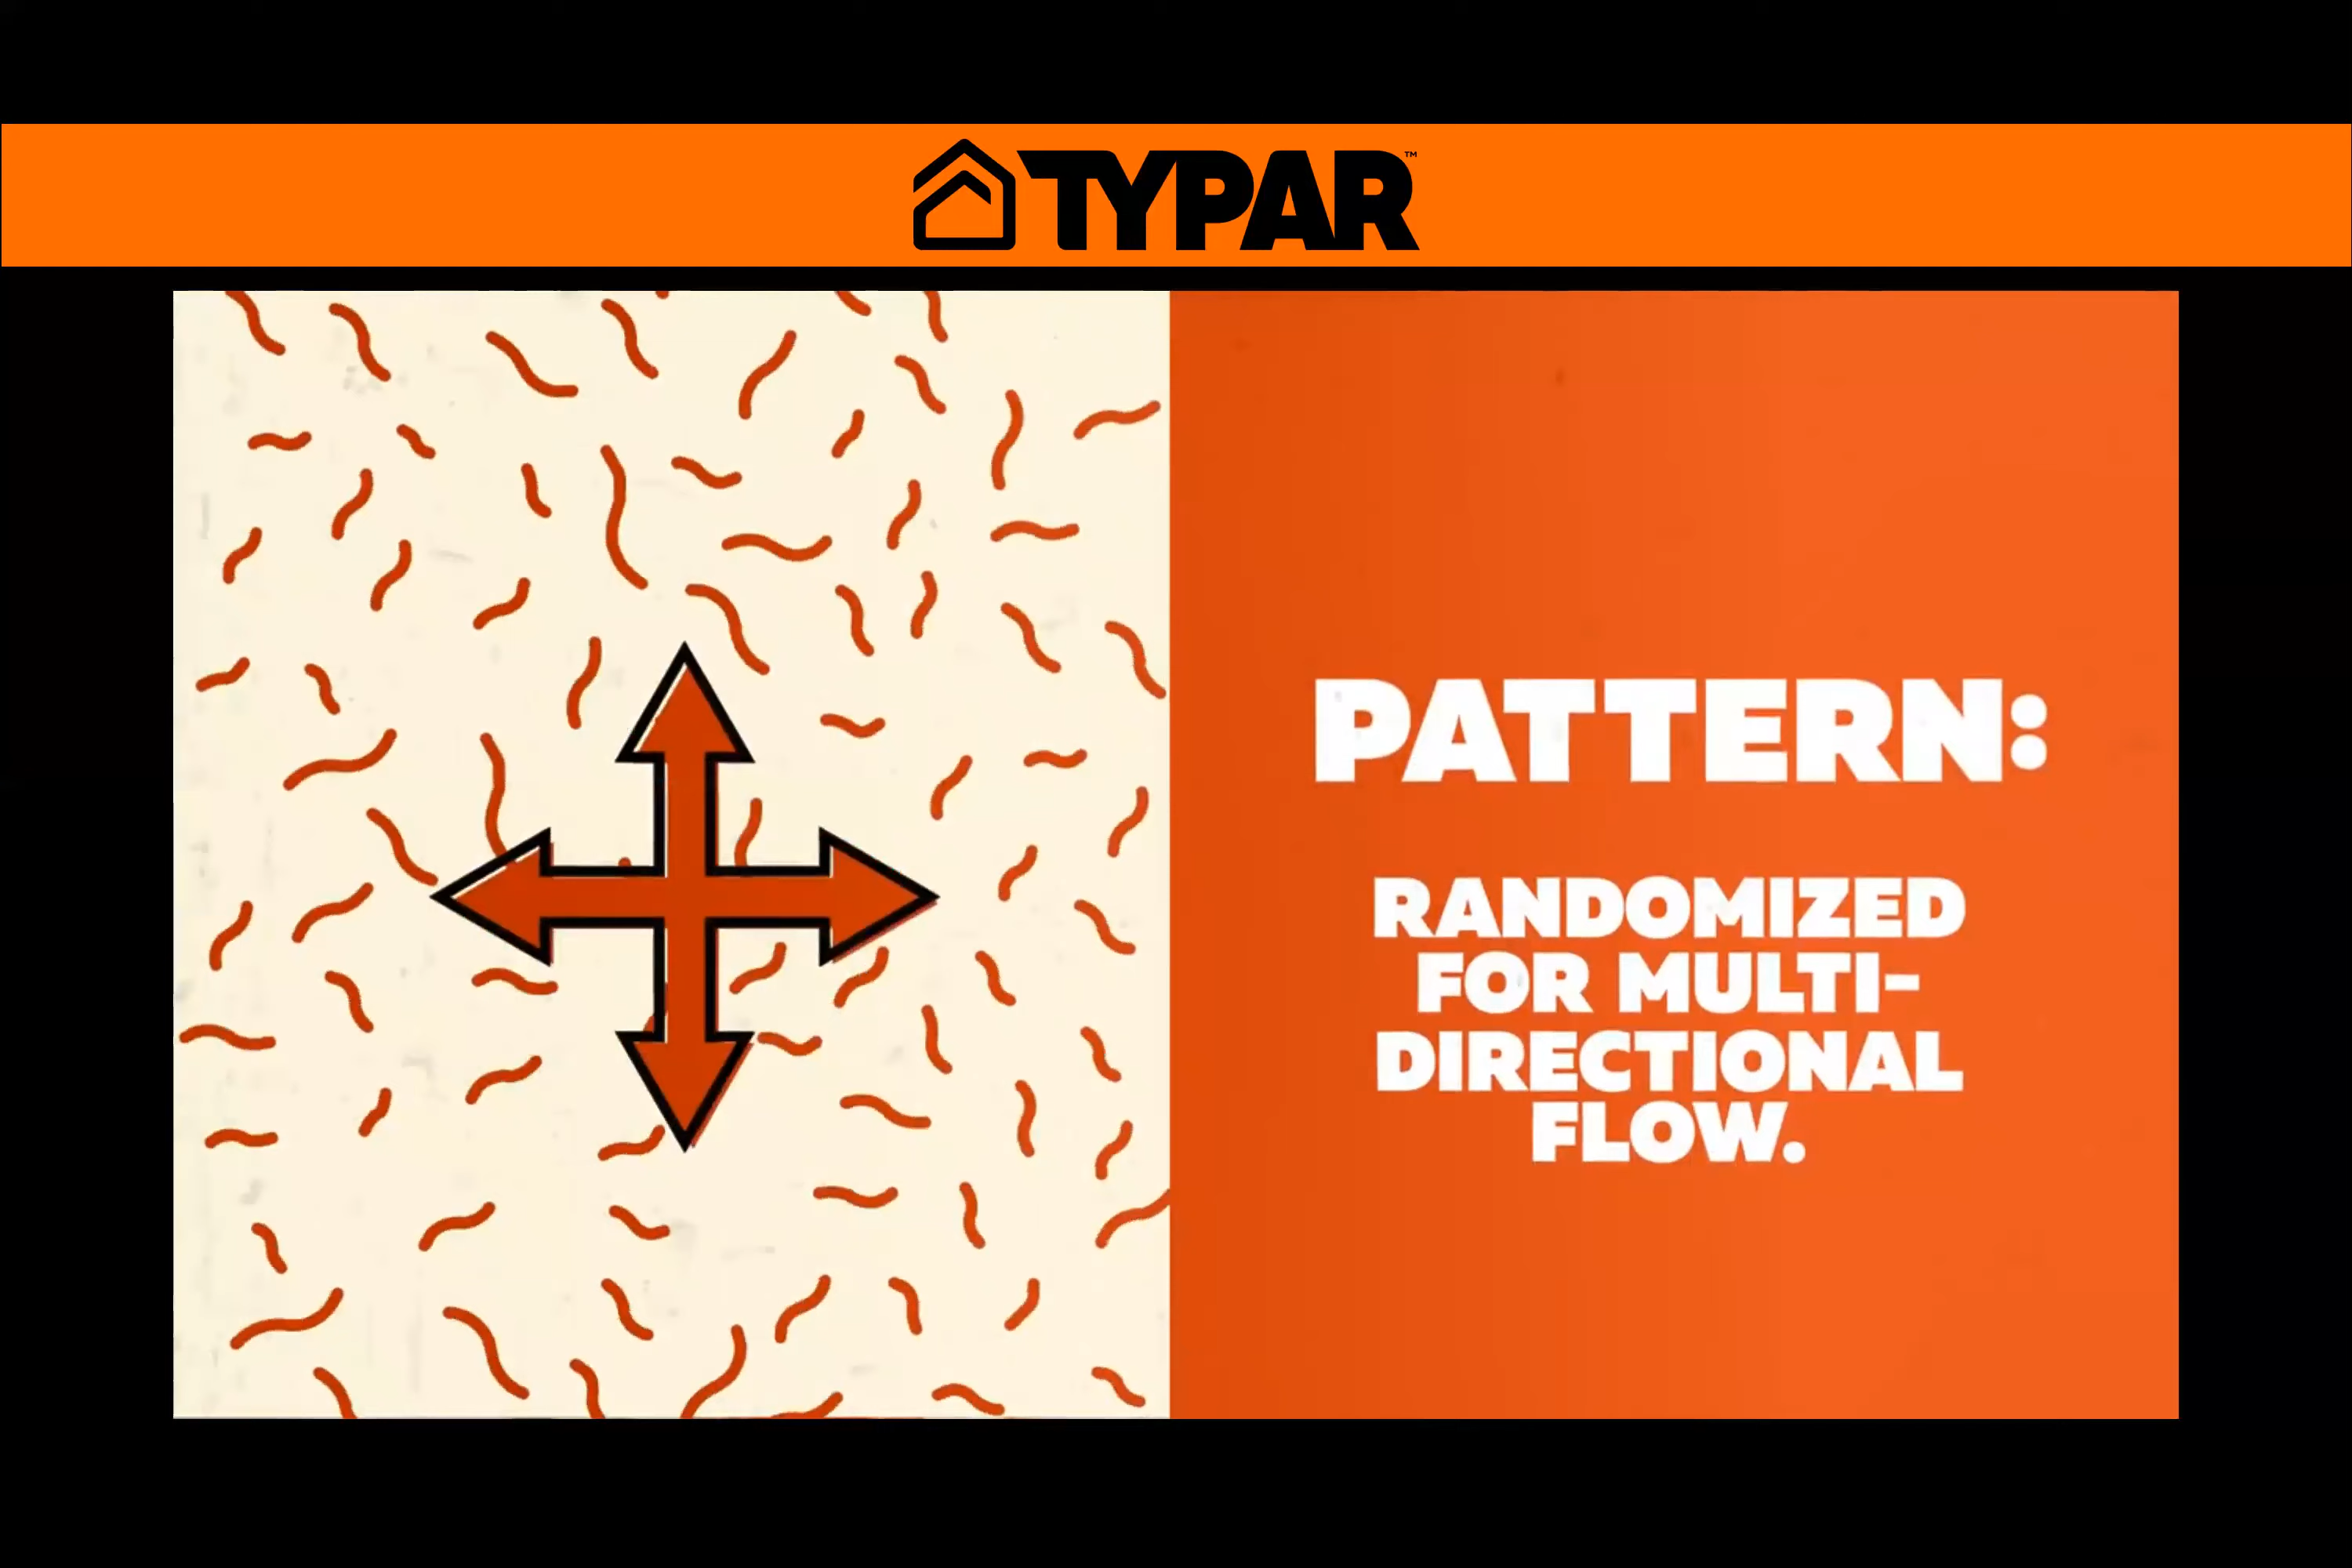 TYPAR™
PATTERN:
RANDOMIZED
FOR MULTI-
DIRECTIONAL
FLOW.